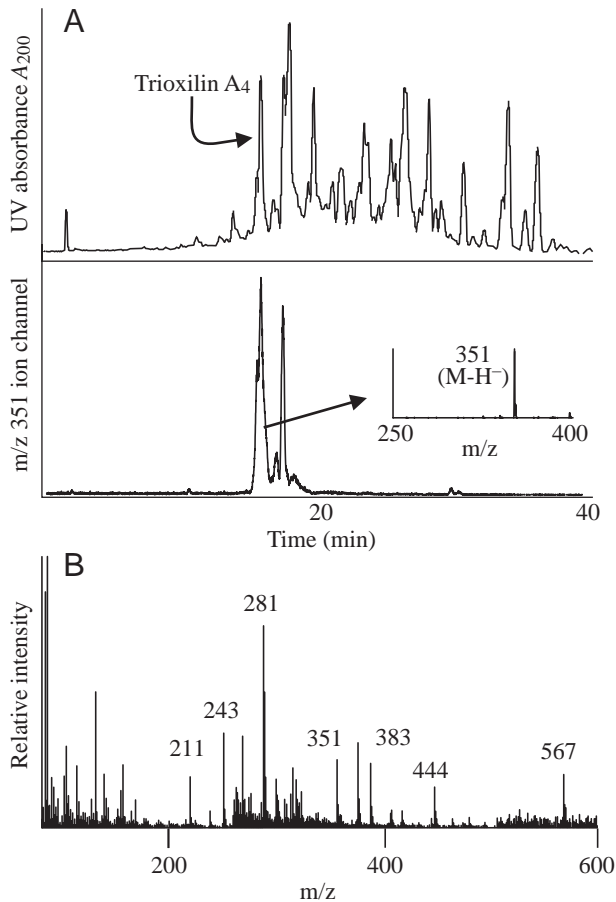 A
UV absorbance A200
Trioxilin A4
m/z 351 ion channel
351
(M-H–)
250
400
m/z
20
40
Time (min)
B
Relative intensity
281
243
211
351
383
444
567
200
400
600
m/z